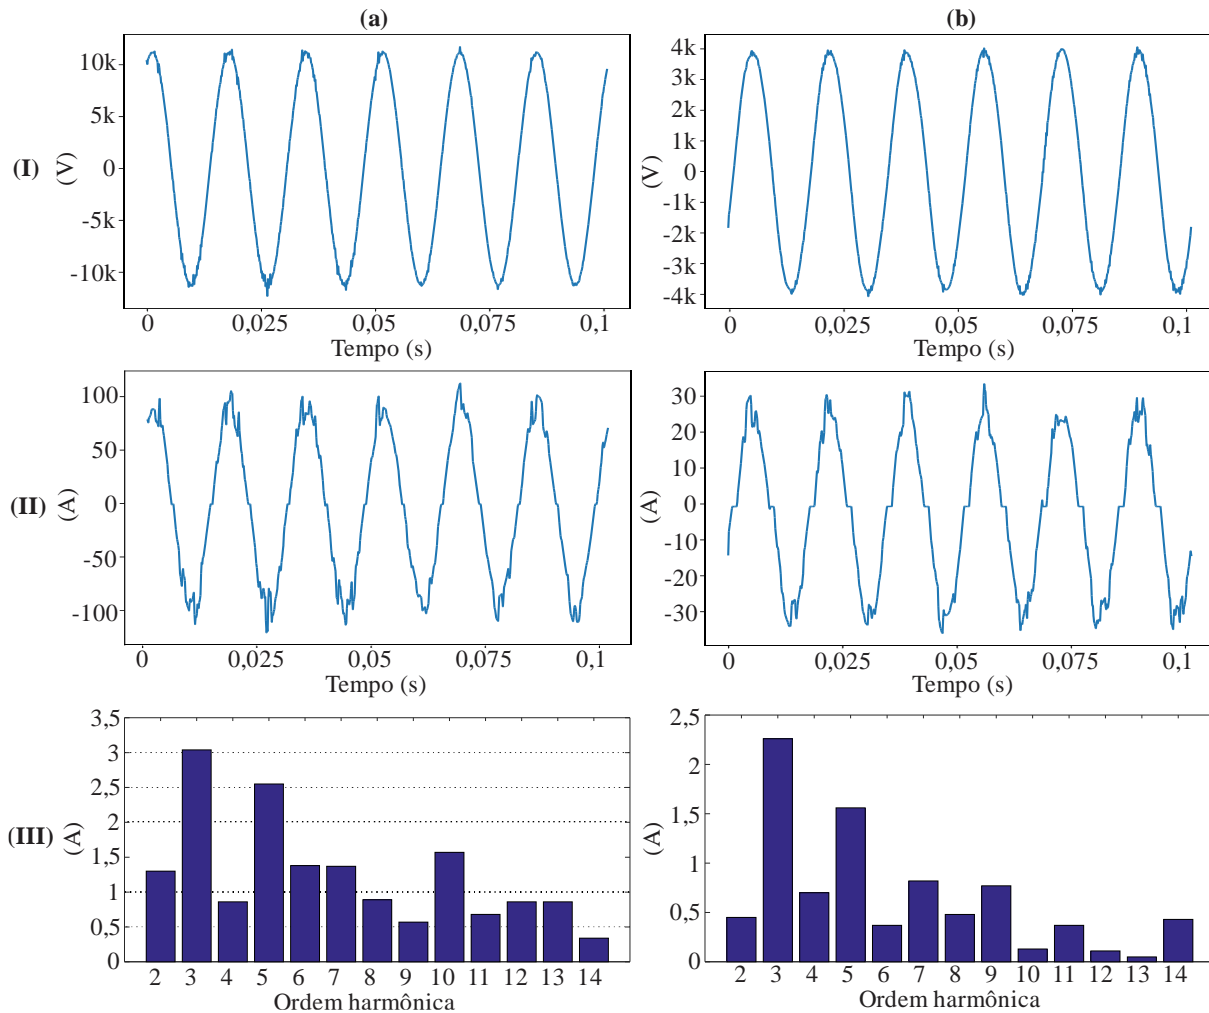 (a)
(b)
(I)
(V)
10k
5k
0
-5k
-10k
0 0,025 0,05 0,075 0,1
Tempo (s)
(V)
4k
3k
2k
1k
0
-1k
-2k
-3k
-4k
0 0,025 0,05 0,075 0,1
Tempo (s)
(II)
(A)
100
50
0
-50
-100
0 0,025 0,05 0,075 0,1
Tempo (s)
(A)
30
20
10
0
-10
-20
-30
0 0,025 0,05 0,075 0,1
Tempo (s)
(III)
(A)
3,5
3
2,5
2
1,5
1
0,5
0
2 3 4 5 6 7 8 9 10 11 12 13 14
Ordem harmônica
(A)
2,5
2
1,5
1
0,5
0
2 3 4 5 6 7 8 9 10 11 12 13 14
Ordem harmônica